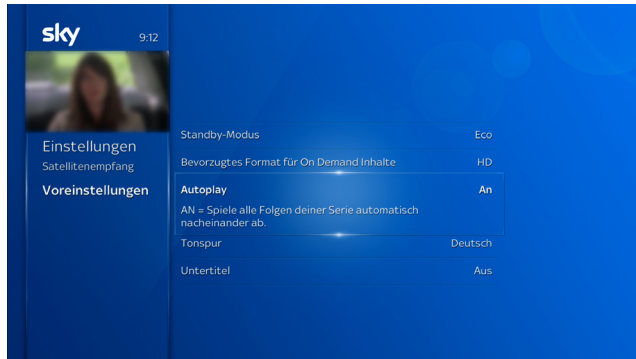 sky
9:12
Einstellungen
Satellitenempfang
Voreinstellungen
Standby-Modus Eco
Bevorzugtes Format für On Demand Inhalte HD
Autoplay An
AN = Spiele alle Folgen deiner Serie automatisch
nacheinander ab.
Tonspur Deutsch
Untertitel Aus